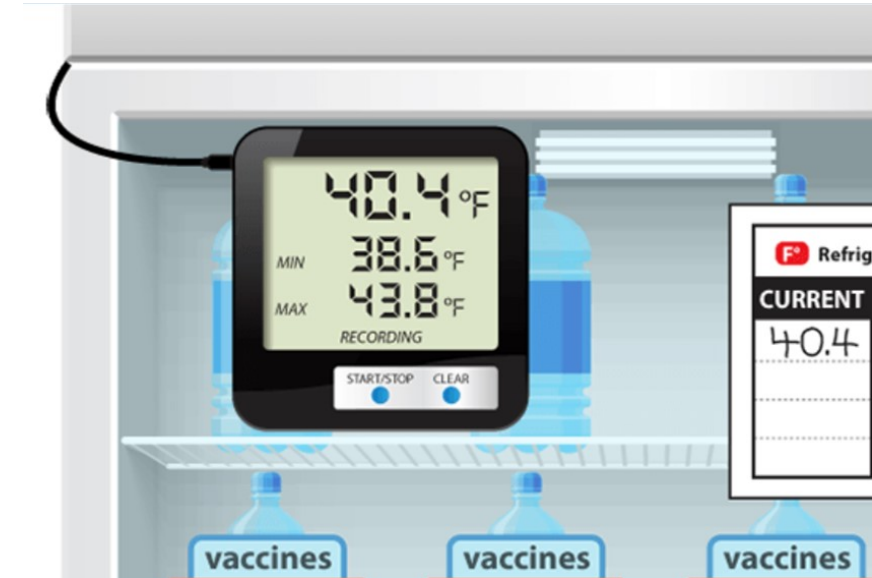 40.4 °F
MIN 38.6 °F
MAX 43.8 °F
RECORDING
START/STOP CLEAR
F° Refrig
CURRENT
40.4
vaccines vaccines vaccines